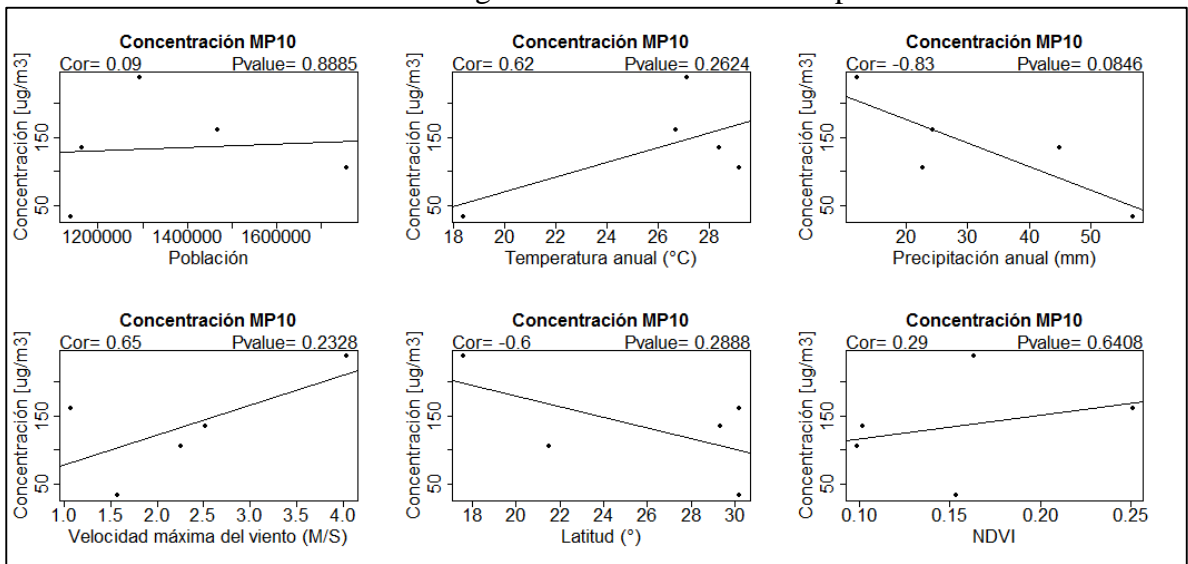 Concentración MP10
Cor= 0.09 Pvalue= 0.8885
Concentración [ug/m3]
50 150
1200000 1400000 1600000
Población
Concentración MP10
Cor= 0.62 Pvalue= 0.2624
Concentración [ug/m3]
50 150
18 20 22 24 26 28
Temperatura anual (°C)
Concentración MP10
Cor= -0.83 Pvalue= 0.0846
Concentración [ug/m3]
50 150
20 30 40 50
Precipitación anual (mm)
Concentración MP10
Cor= 0.65 Pvalue= 0.2328
Concentración [ug/m3]
50 150
1.0 1.5 2.0 2.5 3.0 3.5 4.0
Velocidad máxima del viento (M/S)
Concentración MP10
Cor= -0.6 Pvalue= 0.2888
Concentración [ug/m3]
50 150
18 20 22 24 26 28 30
Latitud (°)
Concentración MP10
Cor= 0.29 Pvalue= 0.6408
Concentración [ug/m3]
50 150
0.10 0.15 0.20 0.25
NDVI